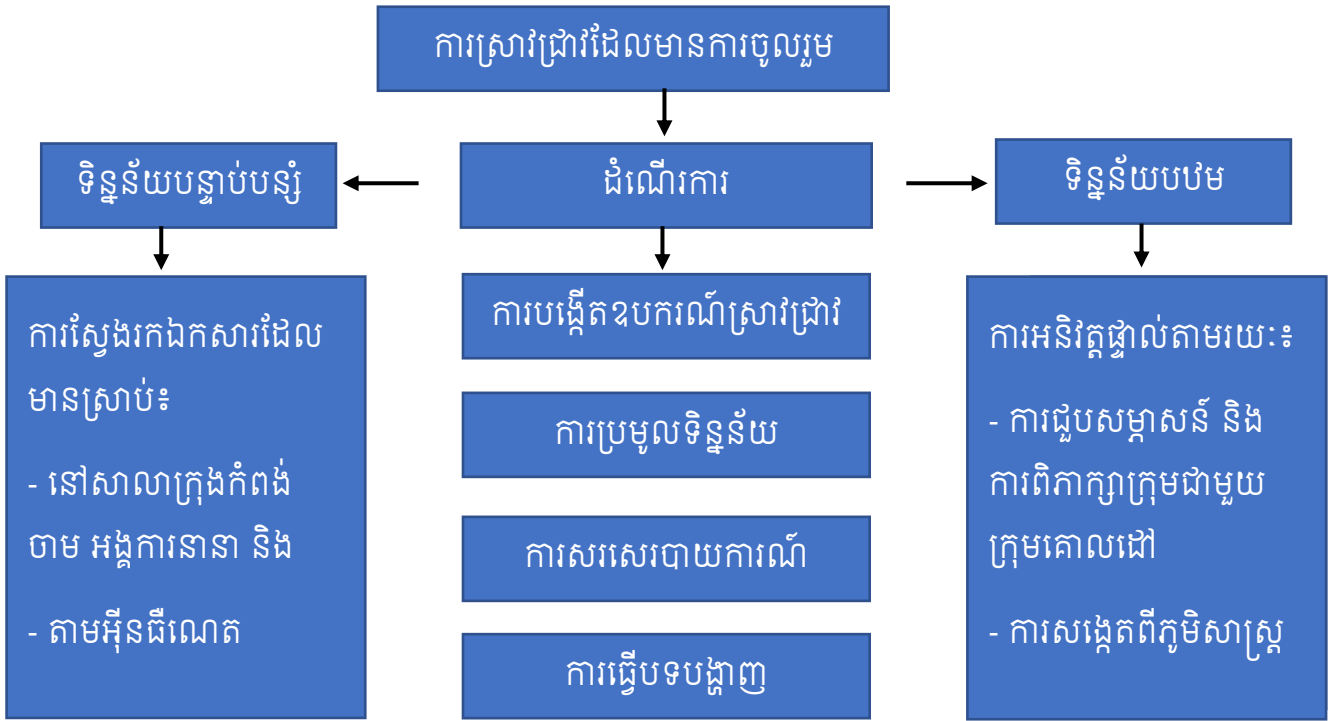 ការស្រាវជ្រាវដែលមានការចូលរួម
ទិន្នន័យបន្ទាប់បន្សំ
ដំណើរការ
ទិន្នន័យបឋម
ការស្វែងរកឯកសារដែល
មានស្រាប់៖
- នៅសាលាក្រុងកំពង់
ចាម អង្គការនានា និង
- តាមអ៊ីនធឺណេត
ការបង្កើតឧបករណ៍ស្រាវជ្រាវ
ការប្រមូលទិន្នន័យ
ការសរសេរបាយការណ៍
ការធ្វើបទបង្ហាញ
ការអនិវត្តផ្ទាល់តាមរយៈ៖
- ការជួបសម្ភាសន៍ និង
ការពិភាក្សាក្រុមជាមួយ
ក្រុមគោលដៅ
- ការសង្កេតពីភូមិសាស្ត្រ